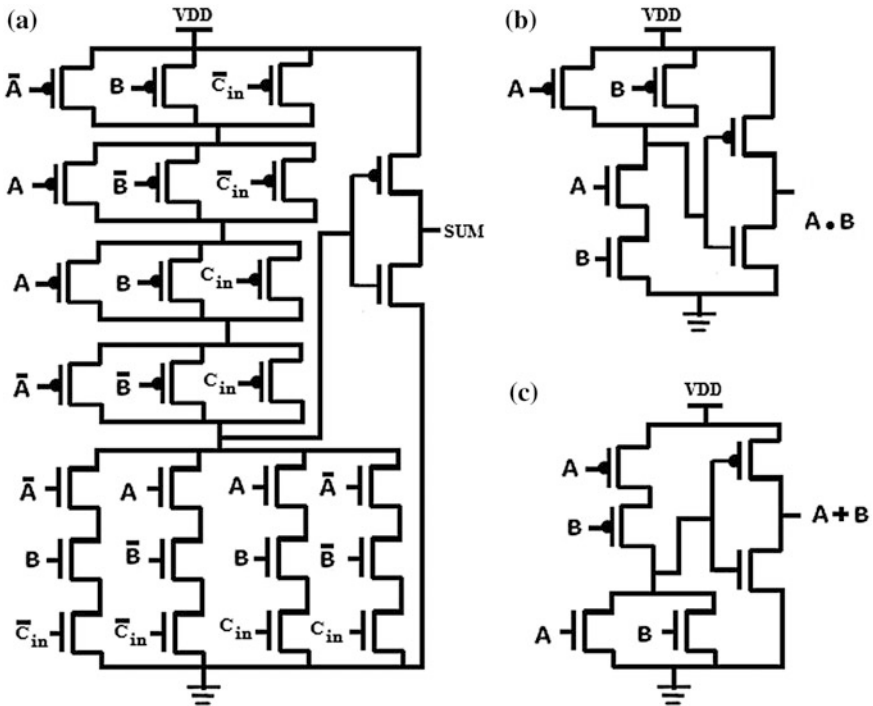 (a)
VDD
A̅ B C̅in
A B̅ C̅in
A B Cin
A̅ B̅ Cin
SUM
A̅ A A A̅
B B̅ B B̅
C̅in C̅in Cin Cin
(b)
VDD
A B
A
B
A.B
(c)
VDD
A
B
A+B
A B